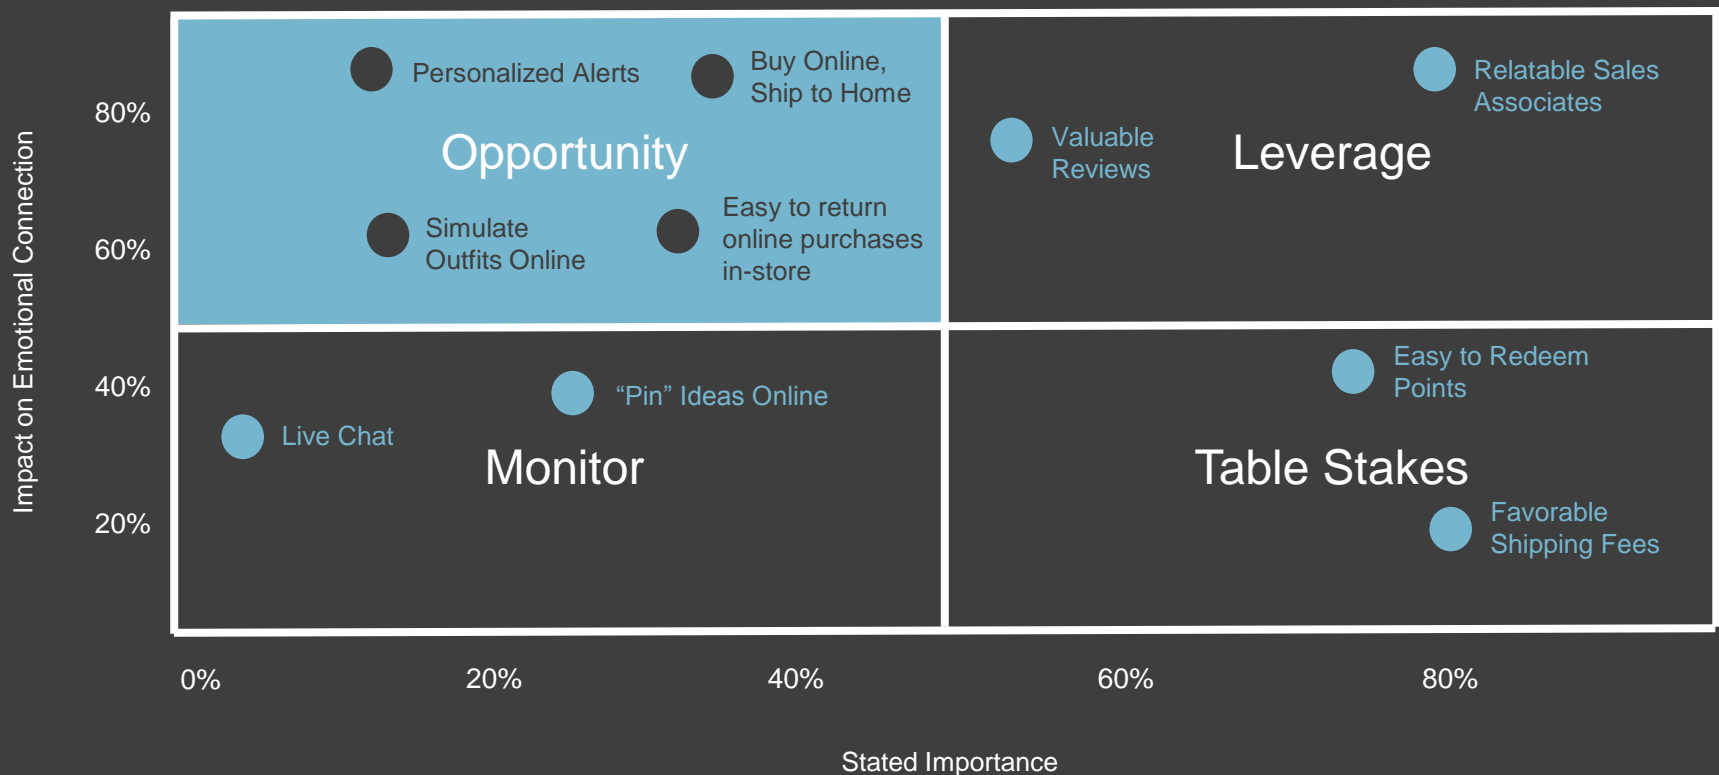 Impact on Emotional Connection
80%
60%
40%
20%
Personalized Alerts
Buy Online,
Ship to Home
Opportunity
Simulate
Outfits Online
Easy to return
online purchases
in-store
Relatable Sales
Associates
Valuable
Reviews
Leverage
“Pin” Ideas Online
Live Chat
Monitor
Easy to Redeem
Points
Table Stakes
Favorable
Shipping Fees
0%
20%
40%
60%
80%
Stated Importance